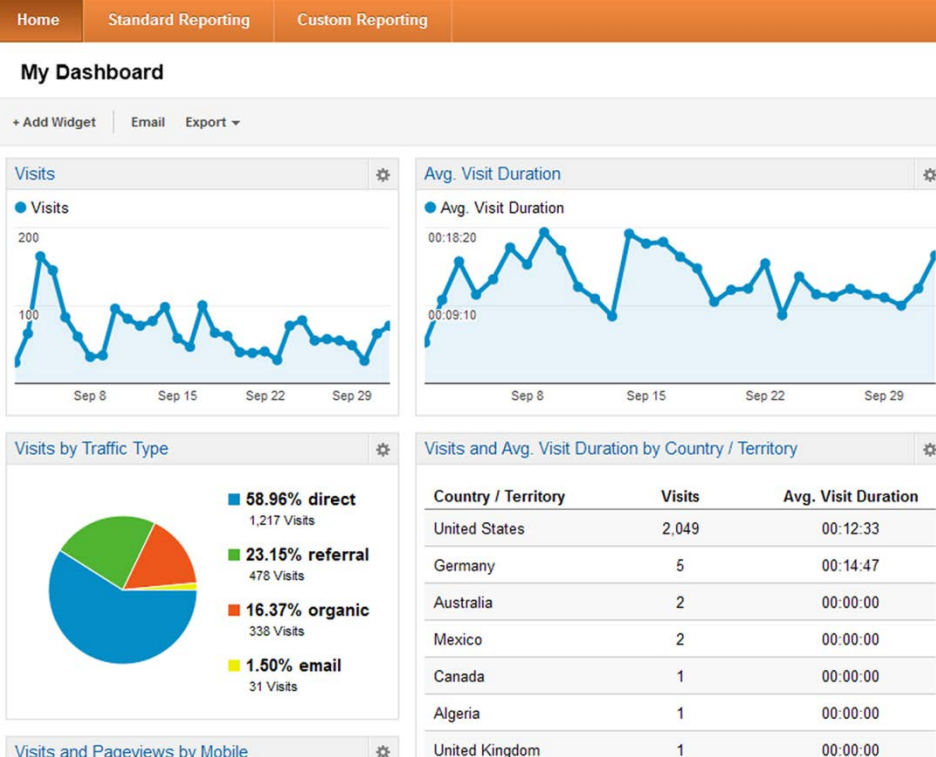 Home Standard Reporting Custom Reporting
My Dashboard
+ Add Widget Email Export
Visits
Visits
200
100
Sep 8 Sep 15 Sep 22 Sep 29
Avg. Visit Duration
Avg. Visit Duration
00:18:20
00:09:10
Sep 8 Sep 15 Sep 22 Sep 29
Visits by Traffic Type
58.96% direct
1,217 Visits
23.15% referral
478 Visits
16.37% organic
338 Visits
1.50% email
31 Visits
Visits and Avg. Visit Duration by Country / Territory
Country / Territory Visits Avg. Visit Duration
United States 2,049 00:12:33
Germany 5 00:14:47
Australia 2 00:00:00
Mexico 2 00:00:00
Canada 1 00:00:00
Algeria 1 00:00:00
United Kingdom 1 00:00:00
Visits and Pageviews by Mobile